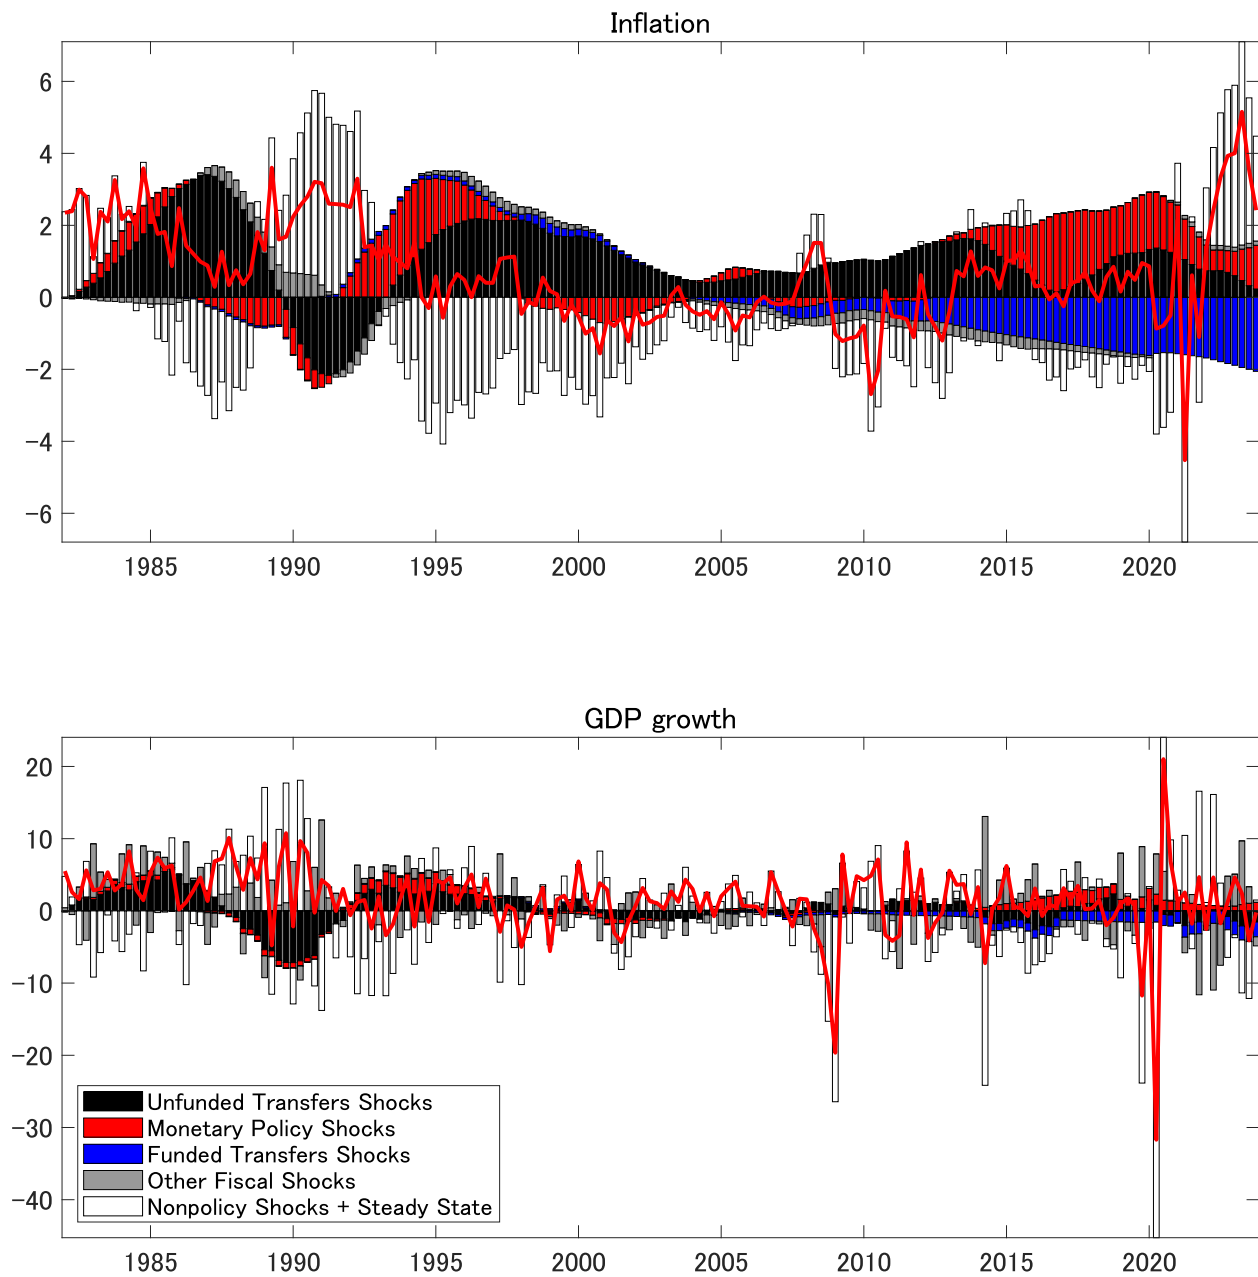 Inflation
6
4
2
0
−2
−4
−6
1985 1990 1995 2000 2005 2010 2015 2020
GDP growth
20
10
0
−10
−20
−30
−40
Unfunded Transfers Shocks
Monetary Policy Shocks
Funded Transfers Shocks
Other Fiscal Shocks
Nonpolicy Shocks + Steady State
1985 1990 1995 2000 2005 2010 2015 2020